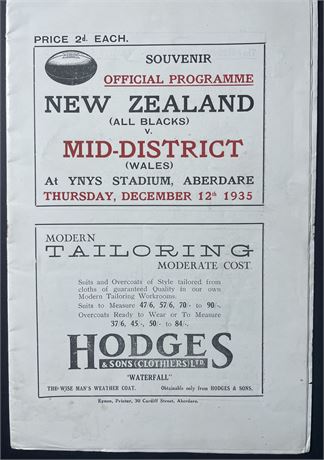 PRICE 2d. EACH.
SOUVENIR
OFFICIAL PROGRAMME
NEW ZEALAND
(ALL BLACKS)
v.
MID-DISTRICT
(WALES)
At YNYS STADIUM, ABERDARE
THURSDAY, DECEMBER 12th 1935
MODERN
TAILORING
MODERATE COST
Suits and Overcoats of Style tailored from
cloths of guaranteed Quality in our own
Modern Tailoring Workrooms.
Suits to Measure 47/6, 57/6, 70/- to 90/-.
Overcoats Ready to Wear or To Measure
37/6, 45/-, 50/- to 84/-.
HODGES
& SONS (CLOTHIERS) LTD.
"WATERFALL"
THE WISE MAN'S WEATHER COAT. Obtainable only from HODGES & SONS.
Printer, 30 Cardiff Street, Aberdare.